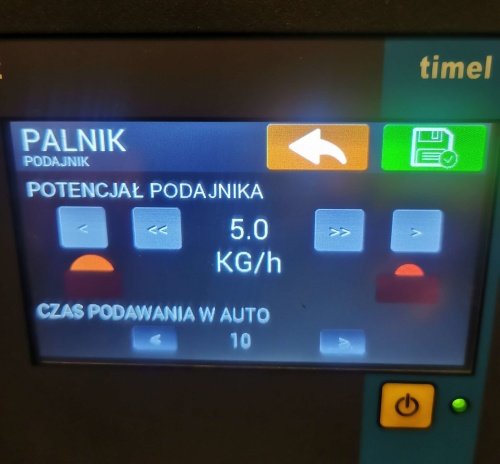 timel
PALNIK
PODAJNIK
POTENCJAŁ PODAJNIKA
< << 5.0 >> >
KG/h
CZAS PODAWANIA W AUTO
< 10 >